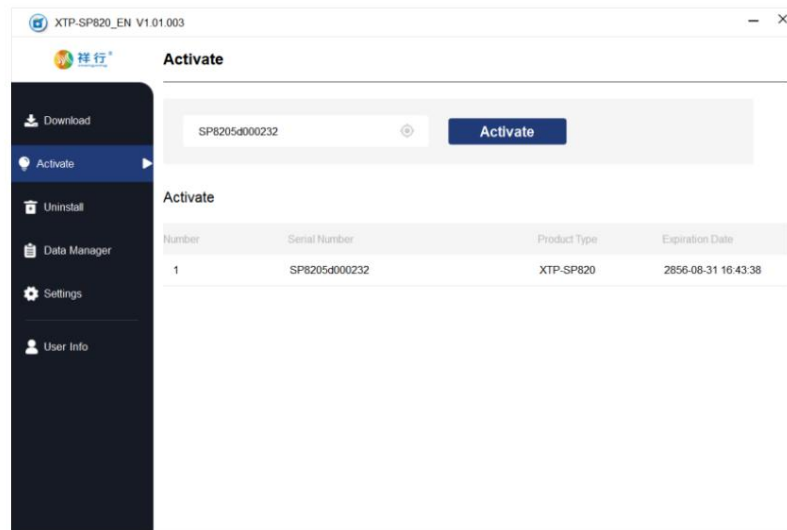 XTP-SP820_EN V1.01.003
祥行®
Activate
Download
SP8205d000232
Activate
Activate
Uninstall
Activate
Number Serial Number Product Type Expiration Date
Data Manager
1 SP8205d000232 XTP-SP820 2856-08-31 16:43:38
Settings
User Info